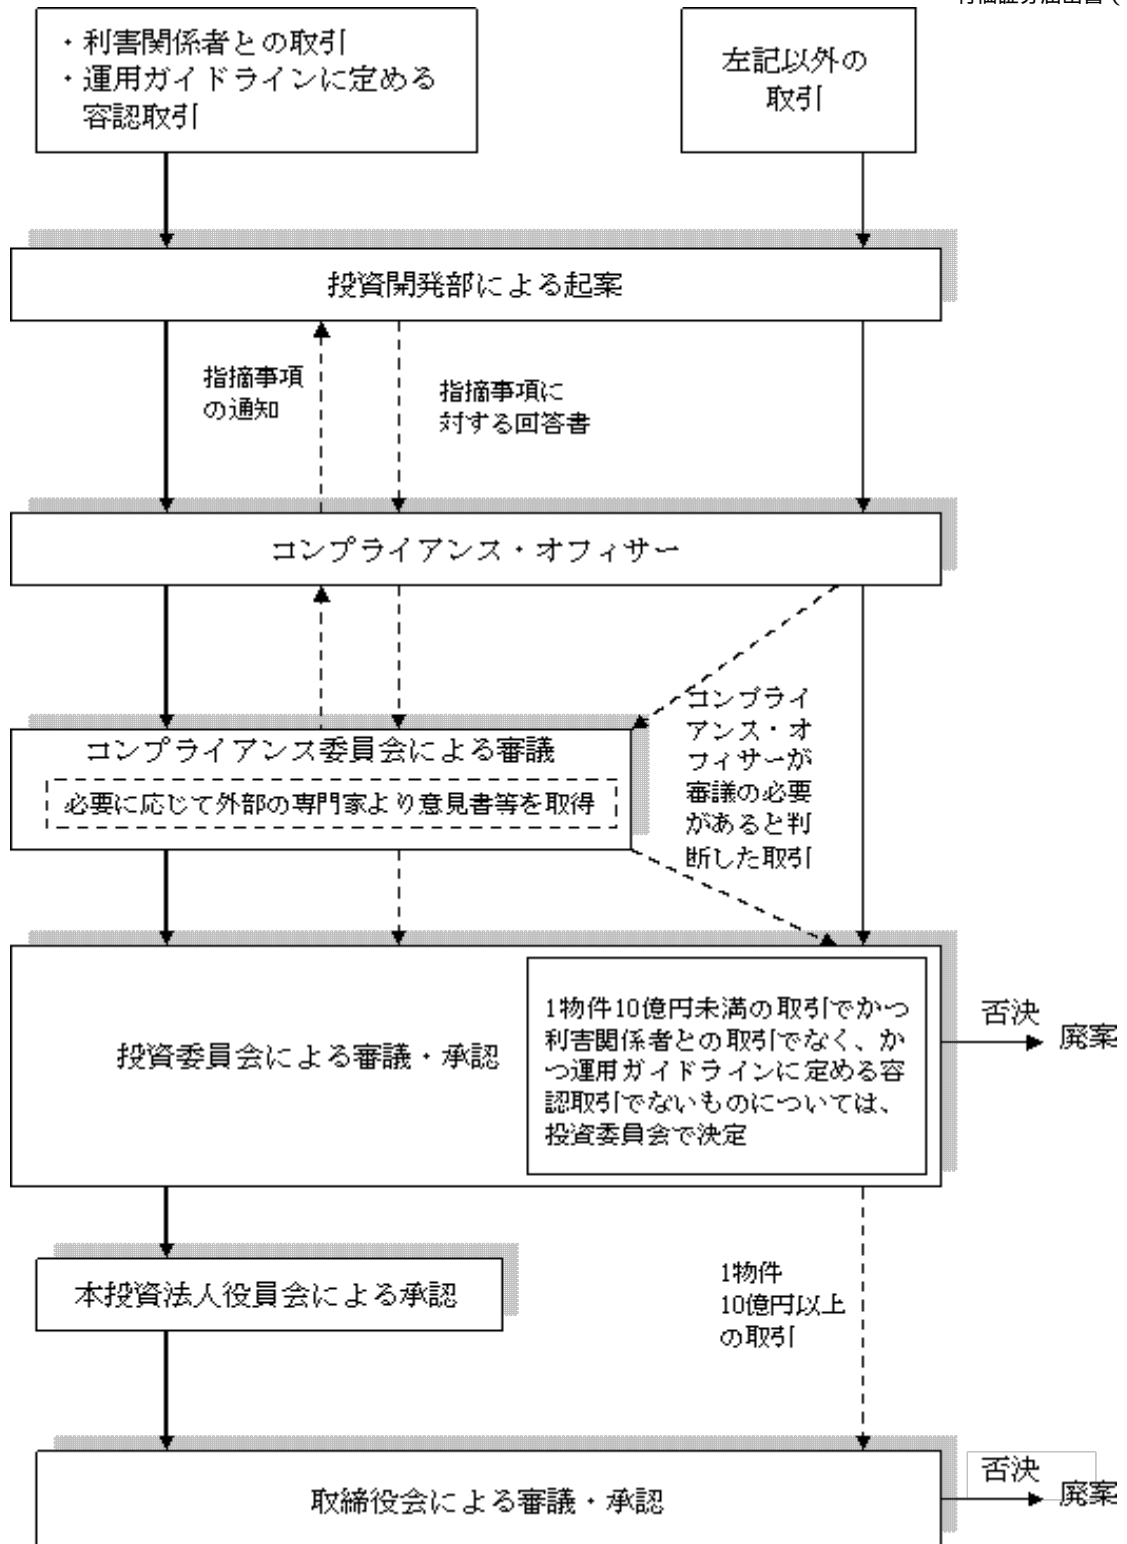 ・利害関係者との取引
・運用ガイドラインに定める
容認取引
左記以外の
取引
投資開発部による起案
指摘事項
の通知
指摘事項に
対する回答書
コンプライアンス・オフィサー
コンプライアンス委員会による審議
必要に応じて外部の専門家より意見書等を取得
コンプライ
アンス・オ
フィサーが
審議の必要
があると判
断した取引
投資委員会による審議・承認
1物件10億円未満の取引でかつ
利害関係者との取引でなく、か
つ運用ガイドラインに定める容
認取引でないものについては、
投資委員会で決定
否決
廃案
本投資法人役員会による承認
1物件
10億円以上
の取引
取締役会による審議・承認
否決
廃案